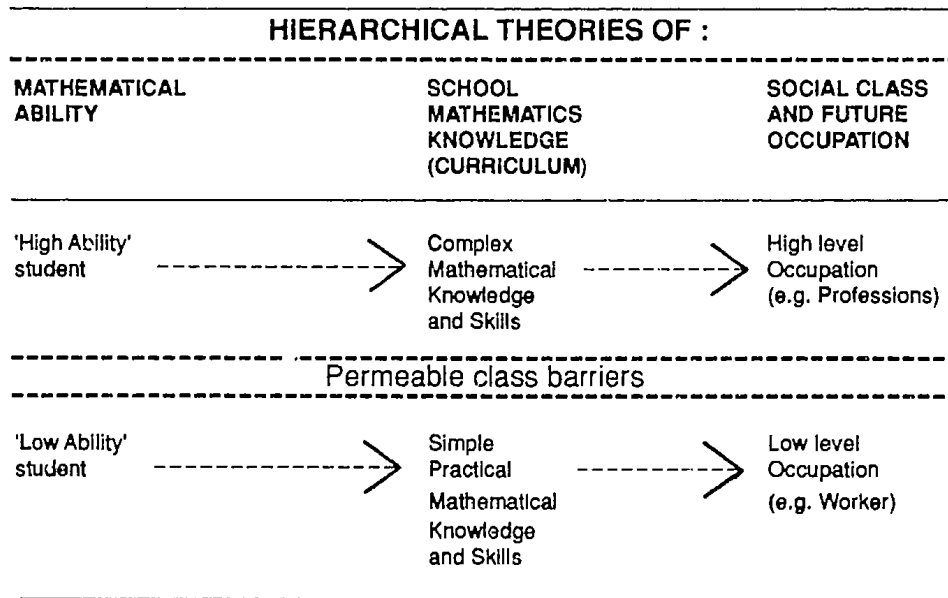 HIERARCHICAL THEORIES OF :
MATHEMATICAL
ABILITY
SCHOOL
MATHEMATICS
KNOWLEDGE
(CURRICULUM)
SOCIAL CLASS
AND FUTURE
OCCUPATION
'High Ability'
student
Complex
Mathematical
Knowledge
and Skills
High level
Occupation
(e.g. Professions)
Permeable class barriers
'Low Ability'
student
Simple
Practical
Mathematical
Knowledge
and Skills
Low level
Occupation
(e.g. Worker)